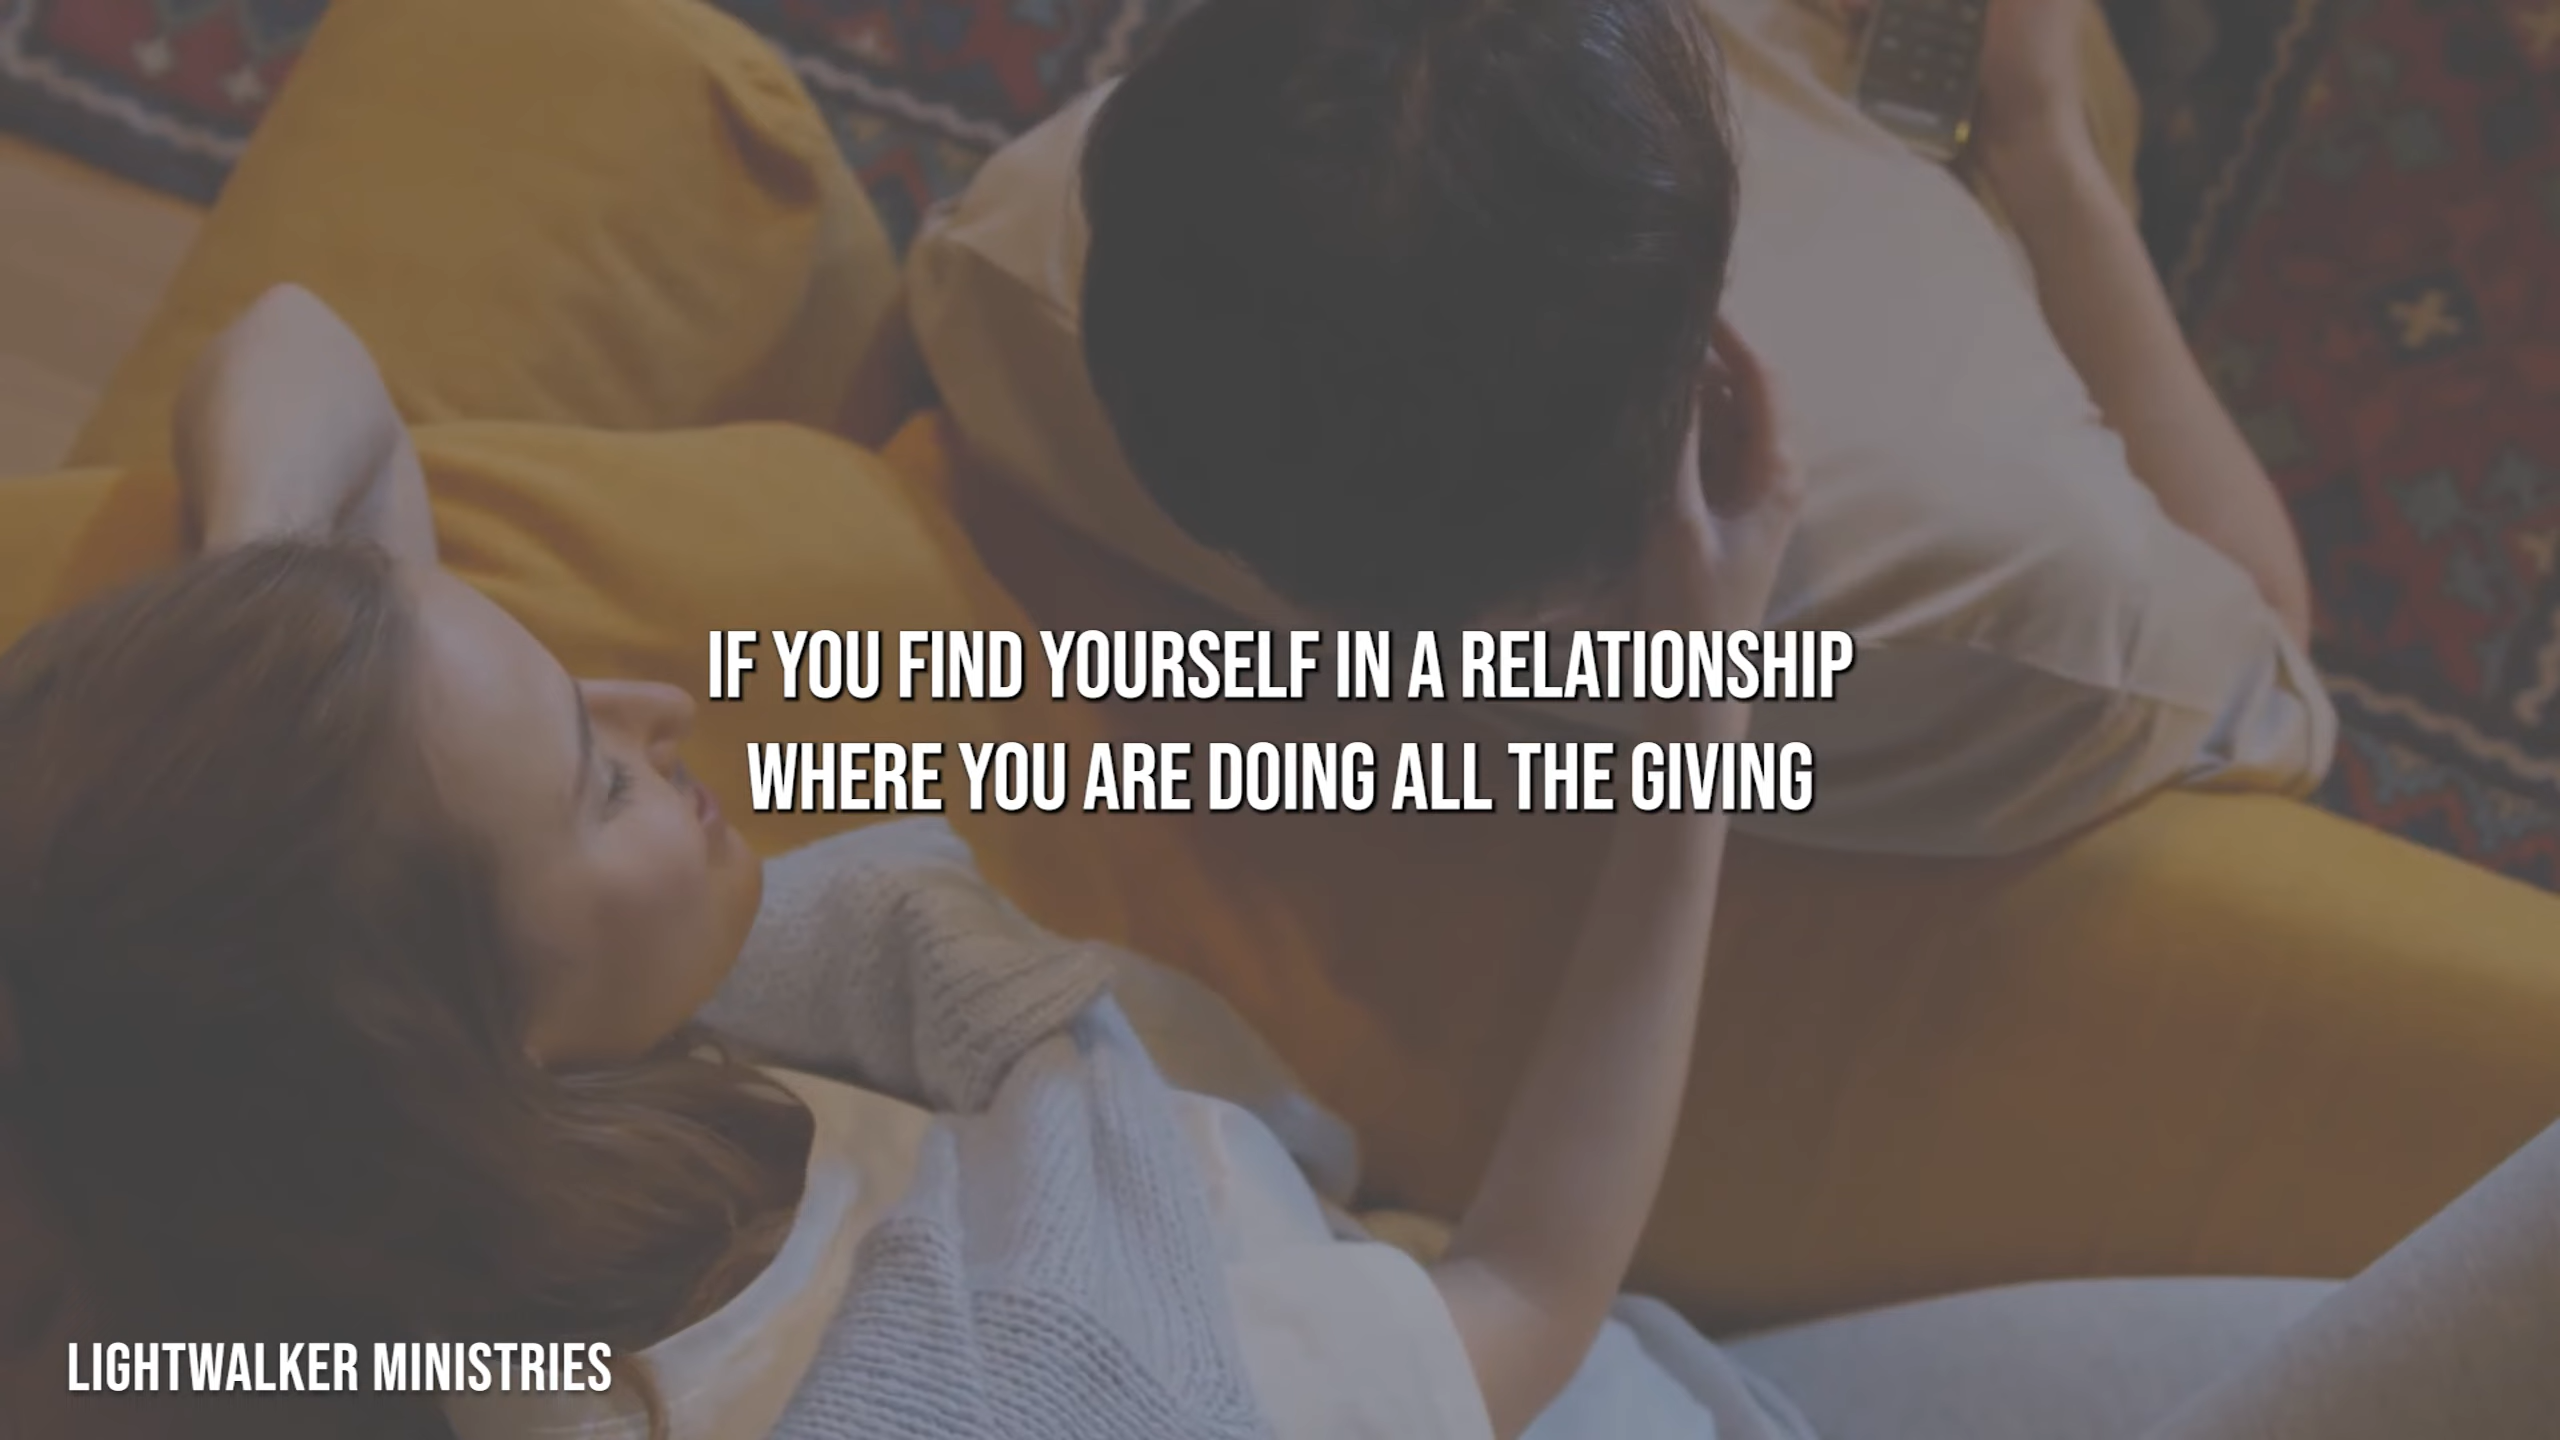 IF YOU FIND YOURSELF IN A RELATIONSHIP
WHERE YOU ARE DOING ALL THE GIVING
LIGHTWALKER MINISTRIES